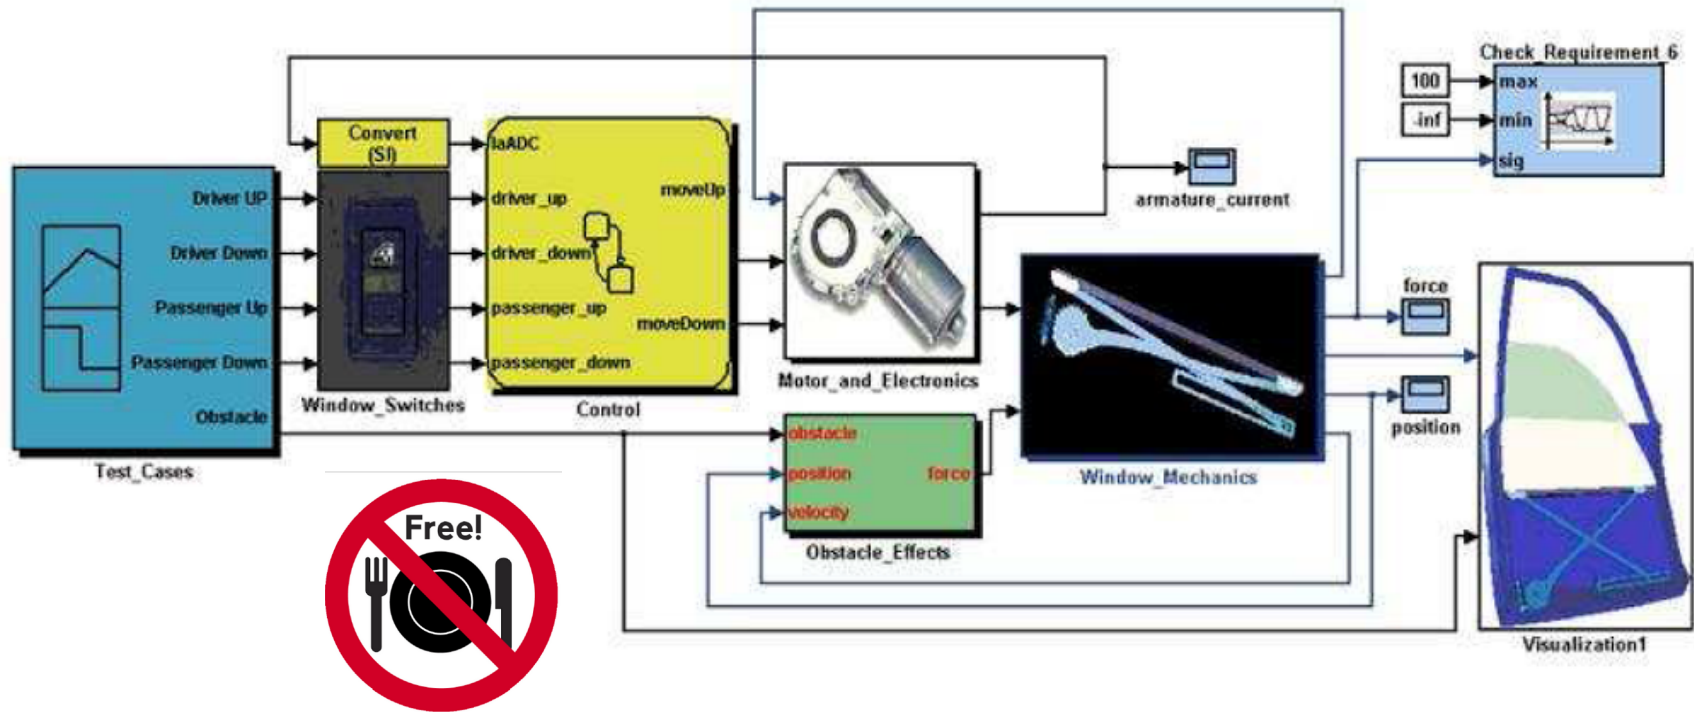 Check_Requirement_6
100
max
-inf
min
sig
Convert
(SI)
IaADC
Driver UP
driver_up
moveUp
armature_current
Driver Down
driver_down
Passenger Up
passenger_up
moveDown
force
Passenger Down
passenger_down
Motor_and_Electronics
Window_Switches
Control
Obstacle
obstacle
position
Test_Cases
position
force
Window_Mechanics
velocity
Free!
Obstacle_Effects
Visualization1